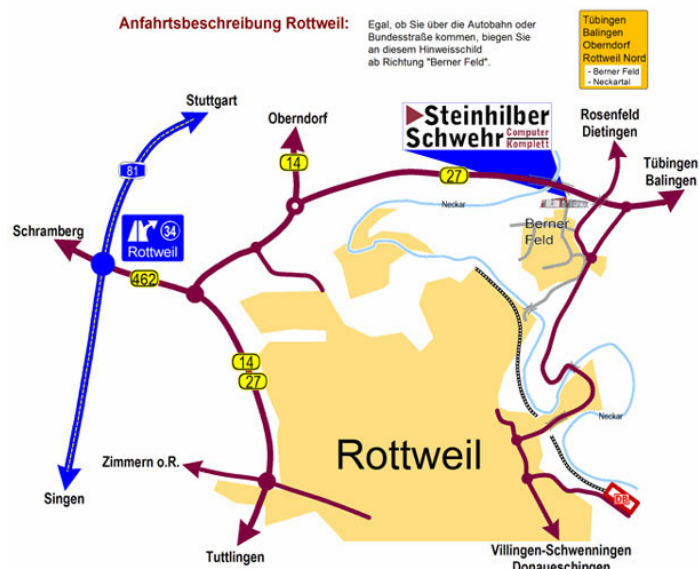 Anfahrtsbeschreibung Rottweil:
Egal, ob Sie über die Autobahn oder
Bundesstraße kommen, biegen Sie
an diesem Hinweisschild
ab Richtung "Berner Feld".
Tübingen
Balingen
Oberndorf
Rottweil Nord
- Berner Feld
- Neckartal
Stuttgart
Oberndorf
Steinhilber
Schwehr Computer
Komplett
Rosenfeld
Dietingen
Tübingen
Balingen
81
14
27
Neckar
Schramberg
34
Rottweil
Berner
Feld
462
14
27
Neckar
Rottweil
Zimmern o.R.
Singen
DB
Tuttlingen
Villingen-Schwenningen
Donaueschingen